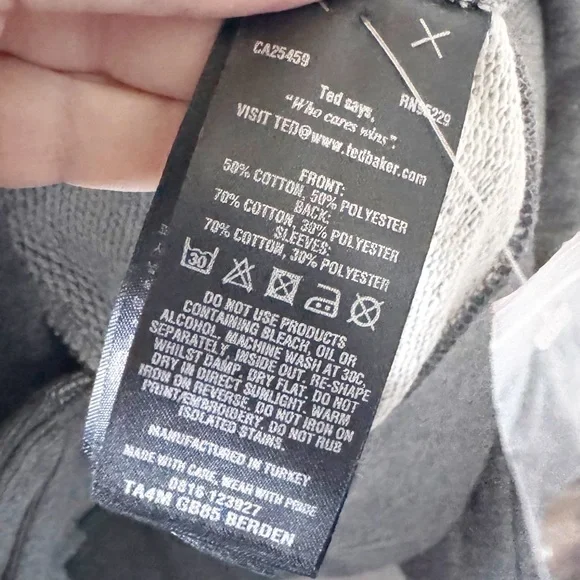 CA25459
RN95229
Ted says,
"Who cares wins".
VISIT TED@www.tedbaker.com
FRONT:
50% COTTON, 50% POLYESTER
BACK:
70% COTTON, 30% POLYESTER
SLEEVES:
70% COTTON, 30% POLYESTER
30
DO NOT USE PRODUCTS
CONTAINING BLEACH, OIL OR
ALCOHOL. MACHINE WASH AT 30C,
SEPARATELY, INSIDE OUT. RE-SHAPE
WHILST DAMP. DRY FLAT. DO NOT
DRY IN DIRECT SUNLIGHT. WARM
IRON ON REVERSE. DO NOT IRON ON
PRINT/EMBROIDERY. DO NOT RUB
ISOLATED STAINS.
MANUFACTURED IN TURKEY
MADE WITH CARE, WEAR WITH PRIDE
0816 123927
TA4M GB85 BERDEN